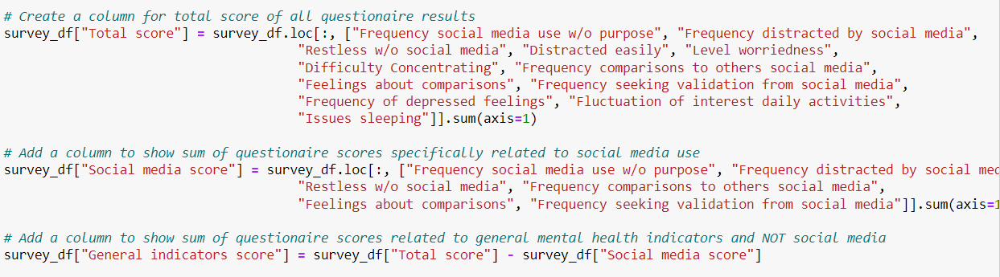 # Create a column for total score of all questionaire results
survey_df["Total score"] = survey_df.loc[:, ["Frequency social media use w/o purpose", "Frequency distracted by social media",
"Restless w/o social media", "Distracted easily", "Level worriedness",
"Difficulty Concentrating", "Frequency comparisons to others social media",
"Feelings about comparisons", "Frequency seeking validation from social media",
"Frequency of depressed feelings", "Fluctuation of interest daily activities",
"Issues sleeping"]].sum(axis=1)
# Add a column to show sum of questionaire scores specifically related to social media use
survey_df["Social media score"] = survey_df.loc[:, ["Frequency social media use w/o purpose", "Frequency distracted by social med
"Restless w/o social media", "Frequency comparisons to others social media",
"Feelings about comparisons", "Frequency seeking validation from social media"]].sum(axis=1
# Add a column to show sum of questionaire scores related to general mental health indicators and NOT social media
survey_df["General indicators score"] = survey_df["Total score"] - survey_df["Social media score"]